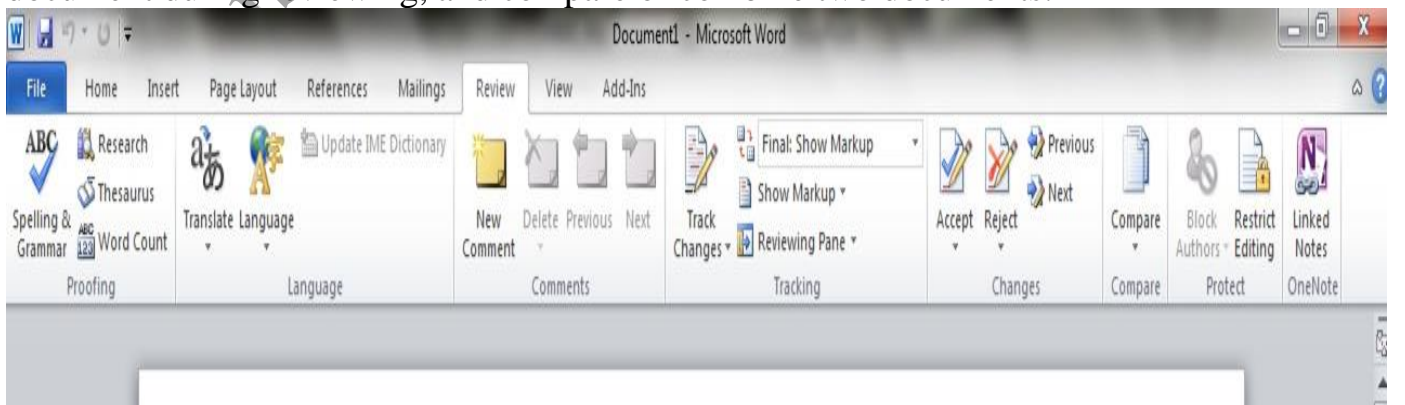 Document1 - Microsoft Word
File Home Insert Page Layout References Mailings Review View Add-Ins
ABC Spelling & Grammar
Research
Thesaurus
ABC 123 Word Count
Proofing
Translate
Language
Update IME Dictionary
Language
New Comment
Delete
Previous
Next
Comments
Track Changes
Final: Show Markup
Show Markup
Reviewing Pane
Tracking
Accept
Reject
Previous
Next
Changes
Compare
Compare
Block Authors
Restrict Editing
Protect
Linked Notes
OneNote